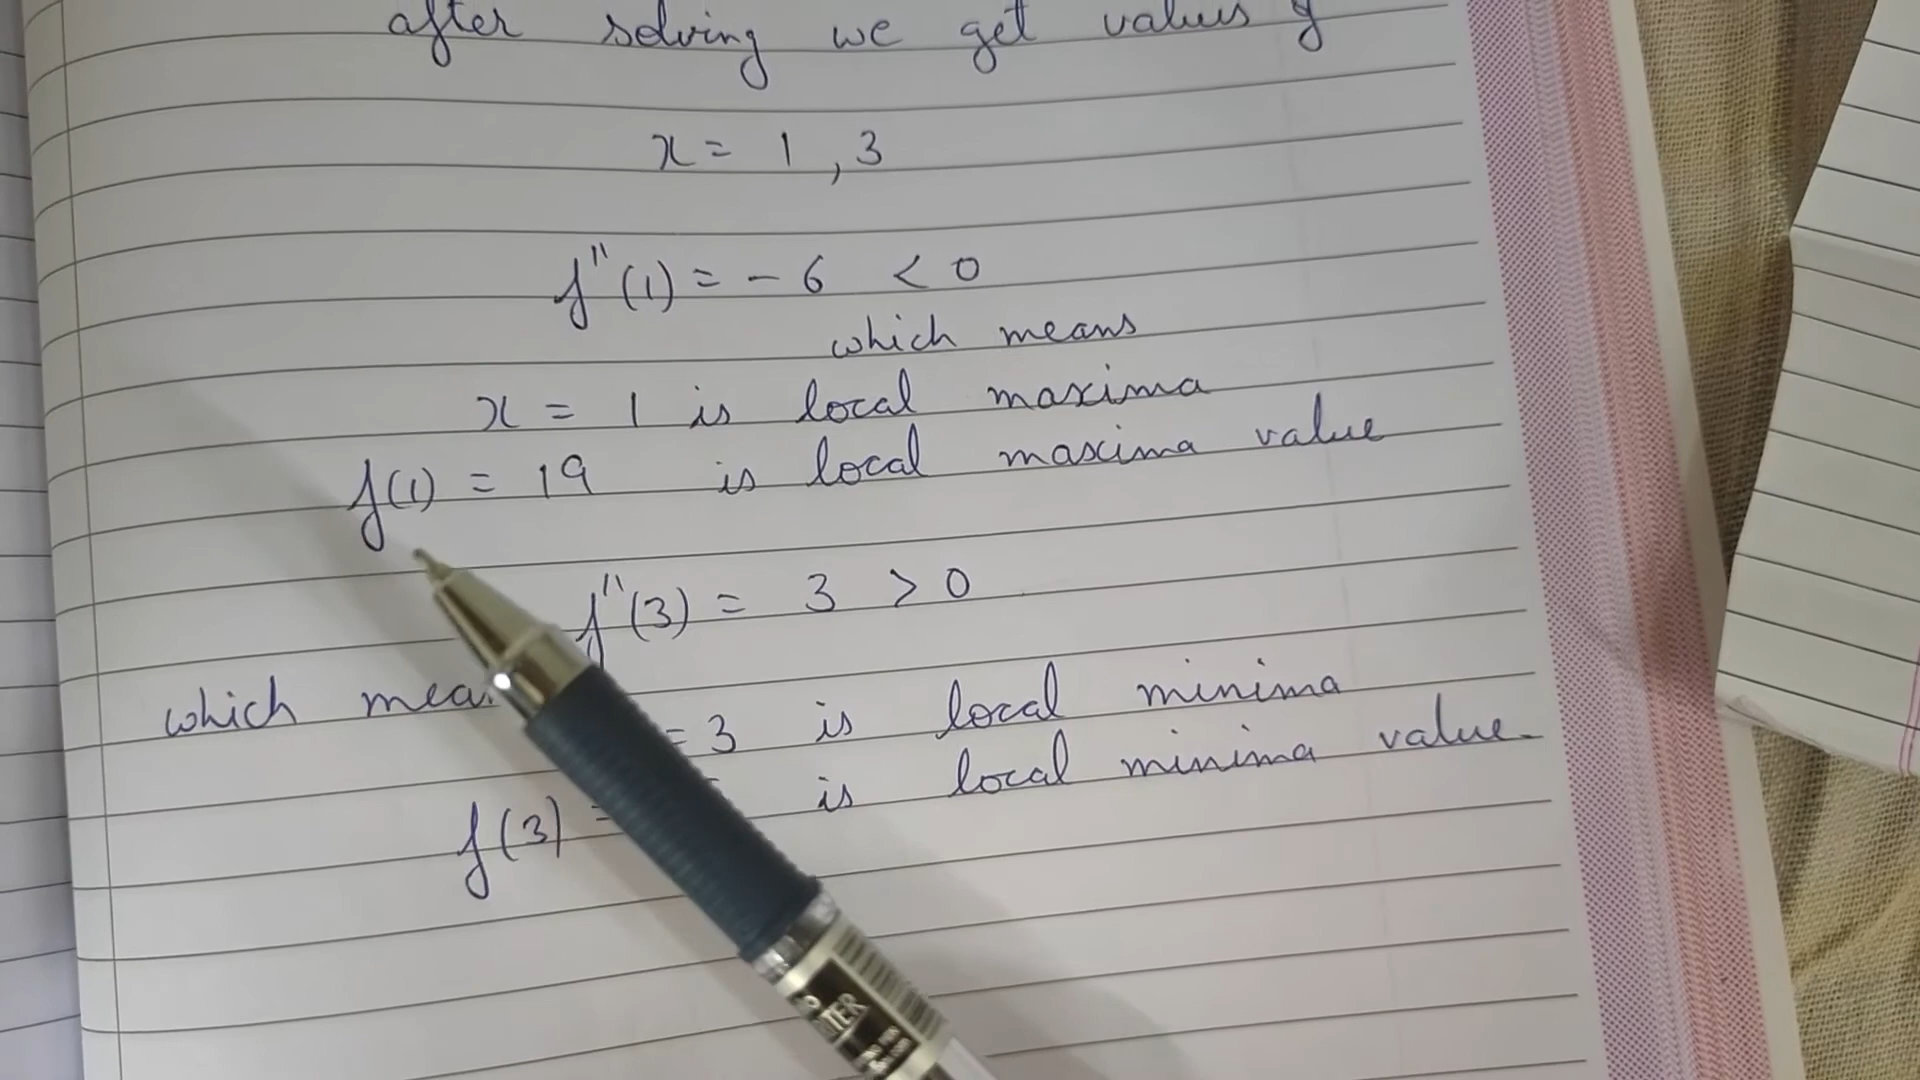 after solving we get values of
x = 1, 3
f''(1) = - 6 < 0
which means
x = 1 is local maxima
f(1) = 19 is local maxima value
f''(3) = 3 > 0
which = 3 is local minima
f(3) = is local minima value.